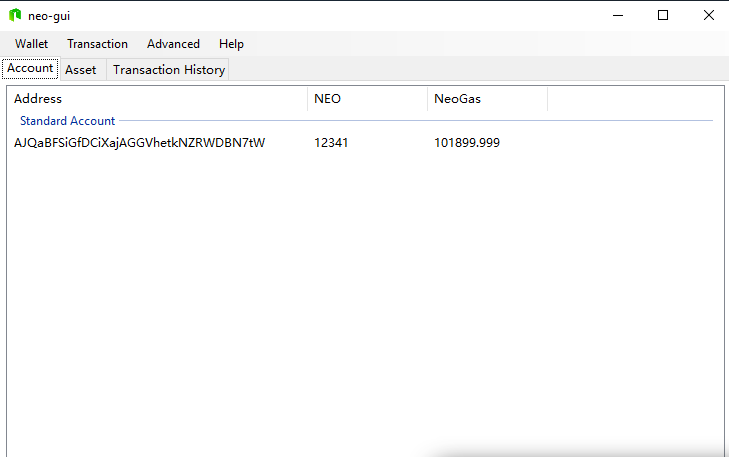 neo-gui
Wallet Transaction Advanced Help
Account Asset Transaction History
Address NEO NeoGas
Standard Account
AJQaBFSiGfDCiXajAGGVhetkNZRWDBN7tW 12341 101899.999